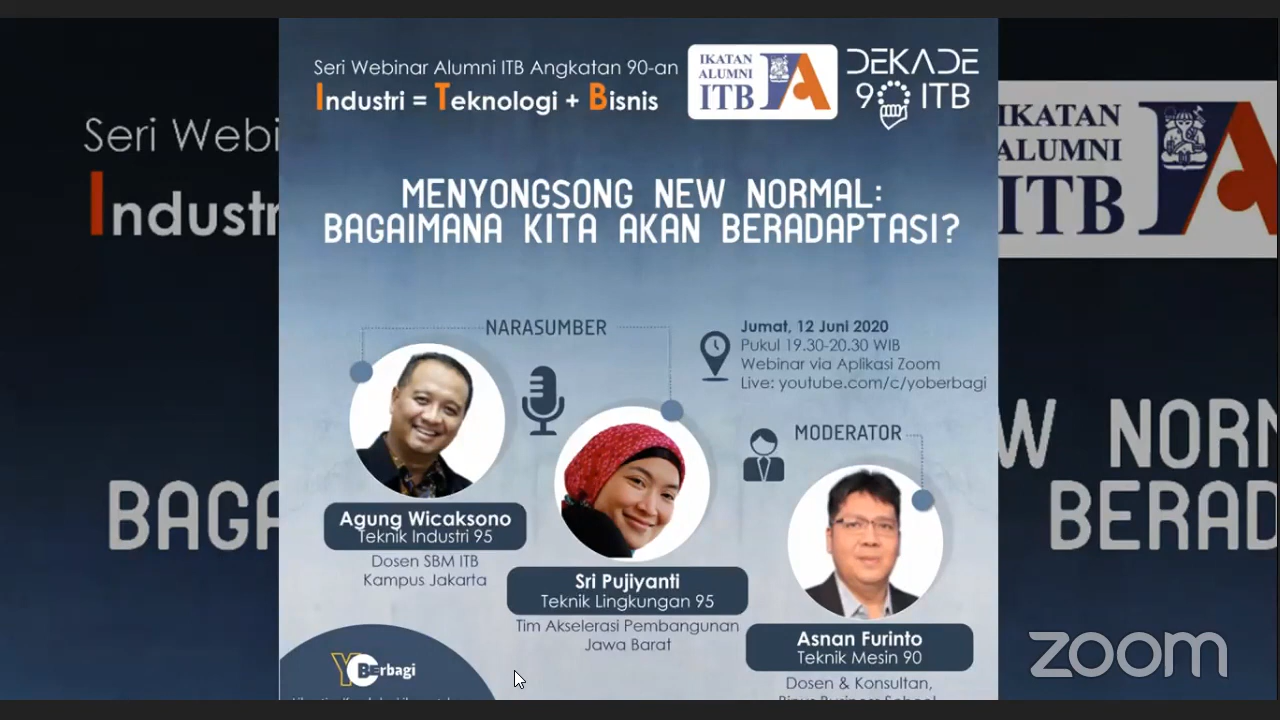 Seri Webinar Alumni ITB Angkatan 90-an
Industri = Teknologi + Bisnis
IKATAN
ALUMNI
ITB
DEKADE
90 ITB
MENYONGSONG NEW NORMAL:
BAGAIMANA KITA AKAN BERADAPTASI?
NARASUMBER
Jumat, 12 Juni 2020
Pukul 19.30-20.30 WIB
Webinar via Aplikasi Zoom
Live: youtube.com/c/yoberbagi
MODERATOR
Agung Wicaksono
Teknik Industri 95
Dosen SBM ITB
Kampus Jakarta
Sri Pujiyanti
Teknik Lingkungan 95
Tim Akselerasi Pembangunan
Jawa Barat
Asnan Furinto
Teknik Mesin 90
Dosen & Konsultan,
YOBERbagi
Seri Webi
Industr
IKATAN
ALUMNI
ITB
W NORN
BAGA
BERAD
zoom